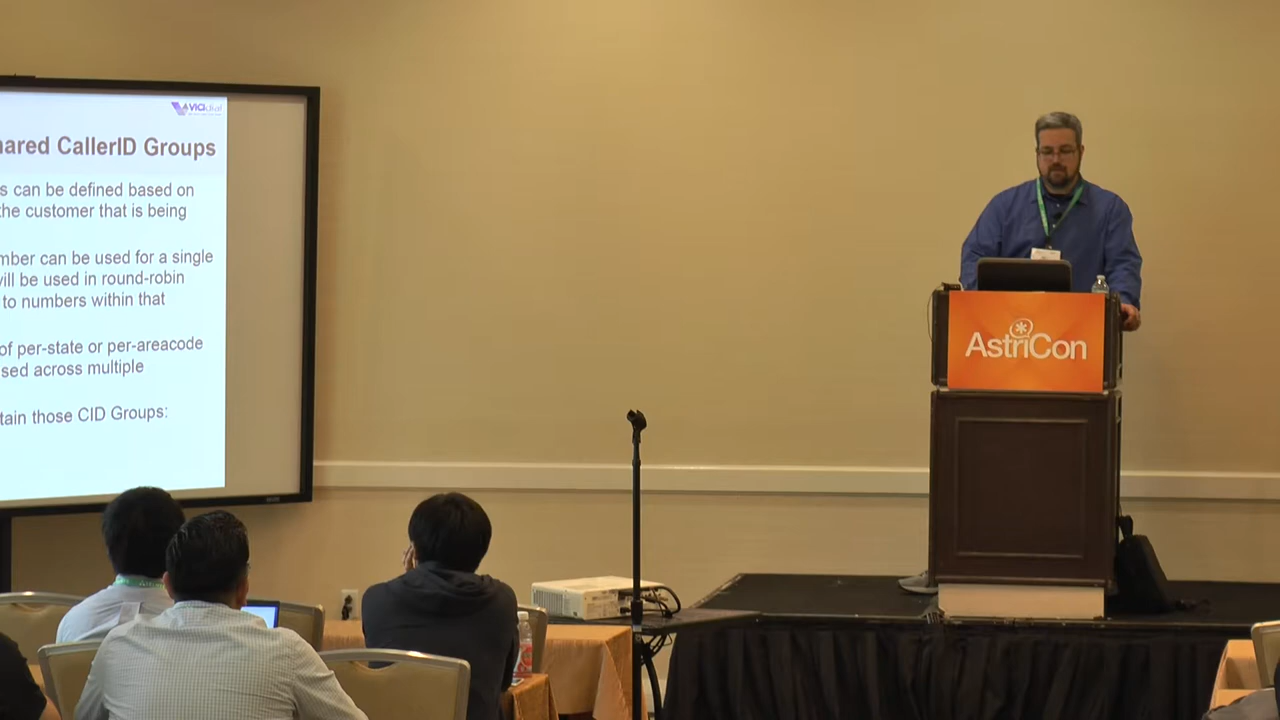 VICIdial
hared CallerID Groups
s can be defined based on
the customer that is being
mber can be used for a single
will be used in round-robin
to numbers within that
of per-state or per-areacode
sed across multiple
tain those CID Groups:
AstriCon